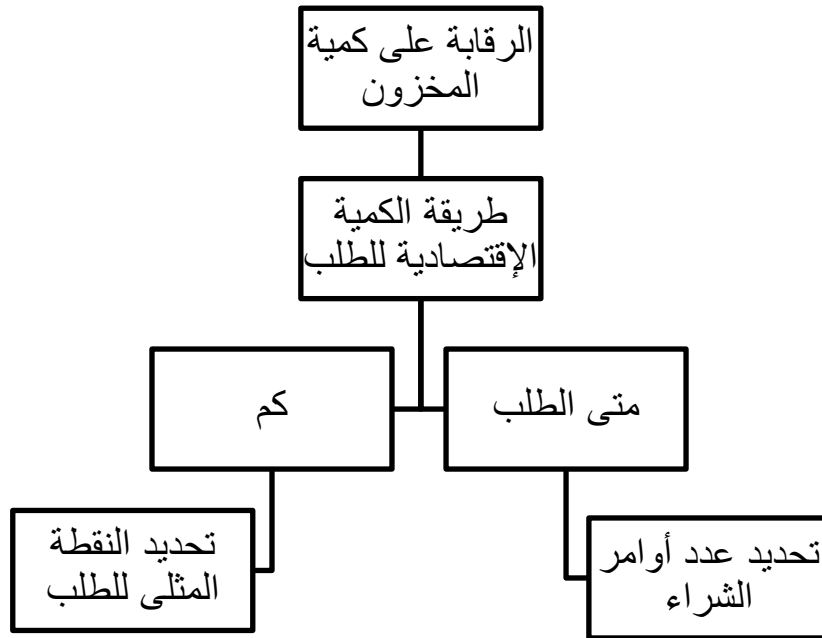 الرقابة على كمية
المخزون
طريقة الكمية
الإقتصادية للطلب
متى الطلب
كم
تحديد عدد أوامر
الشراء
تحديد النقطة
المثلى للطلب